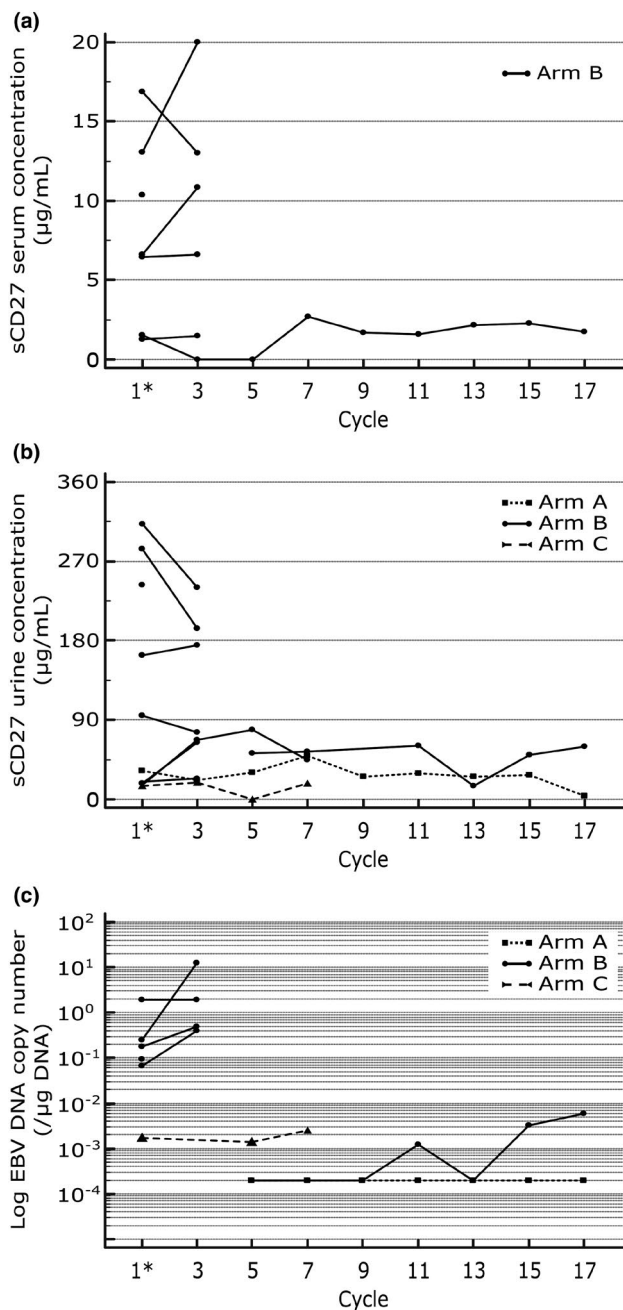 (a)
sCD27 serum concentration
(µg/mL)
20
15
10
5
0
Arm B
1* 3 5 7 9 11 13 15 17
Cycle
(b)
sCD27 urine concentration
(µg/mL)
360
270
180
90
0
Arm A
Arm B
Arm C
1* 3 5 7 9 11 13 15 17
Cycle
(c)
Log EBV DNA copy number
(/µg DNA)
10²
10¹
10⁰
10⁻¹
10⁻²
10⁻³
10⁻⁴
Arm A
Arm B
Arm C
1* 3 5 7 9 11 13 15 17
Cycle